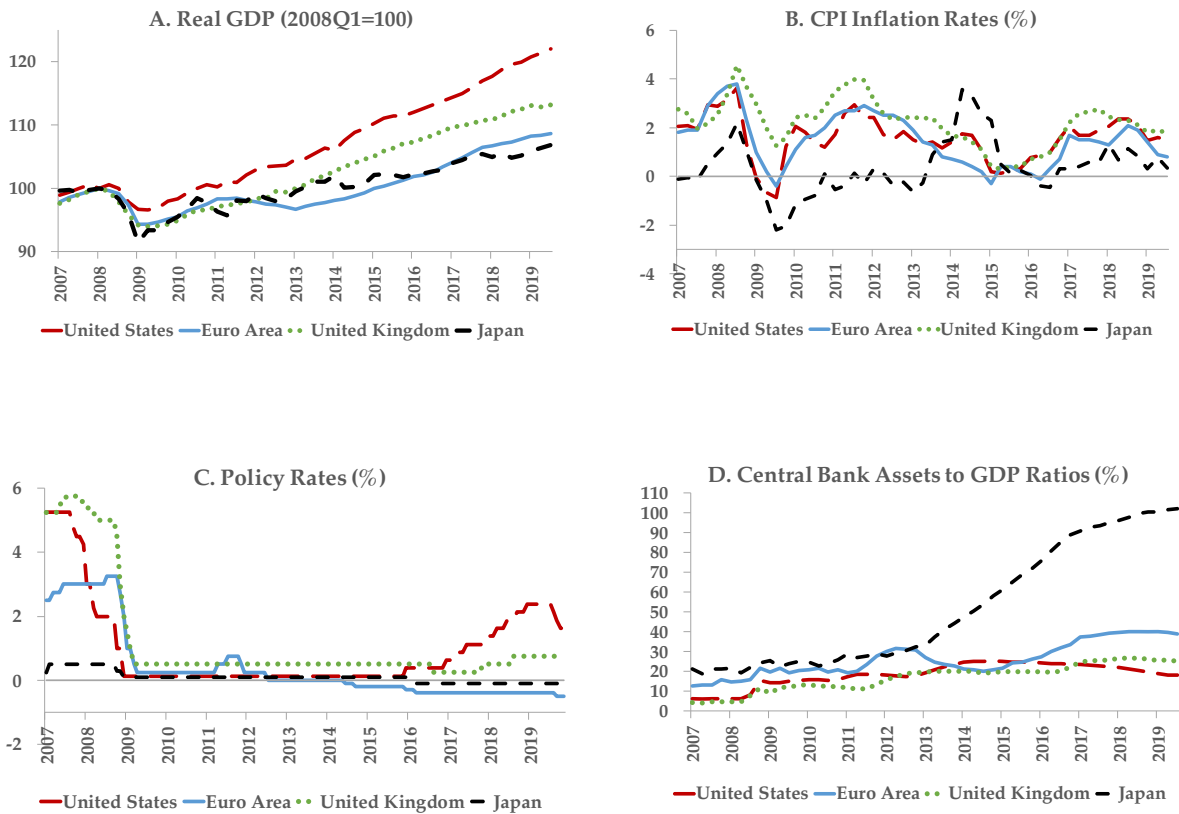 A. Real GDP (2008Q1=100)
120
110
100
90
2007 2008 2009 2010 2011 2012 2013 2014 2015 2016 2017 2018 2019
United States Euro Area United Kingdom Japan
B. CPI Inflation Rates (%)
6
4
2
0
-2
-4
2007 2008 2009 2010 2011 2012 2013 2014 2015 2016 2017 2018 2019
United States Euro Area United Kingdom Japan
C. Policy Rates (%)
6
4
2
0
-2
2007 2008 2009 2010 2011 2012 2013 2014 2015 2016 2017 2018 2019
United States Euro Area United Kingdom Japan
D. Central Bank Assets to GDP Ratios (%)
110
100
90
80
70
60
50
40
30
20
10
0
2007 2008 2009 2010 2011 2012 2013 2014 2015 2016 2017 2018 2019
United States Euro Area United Kingdom Japan